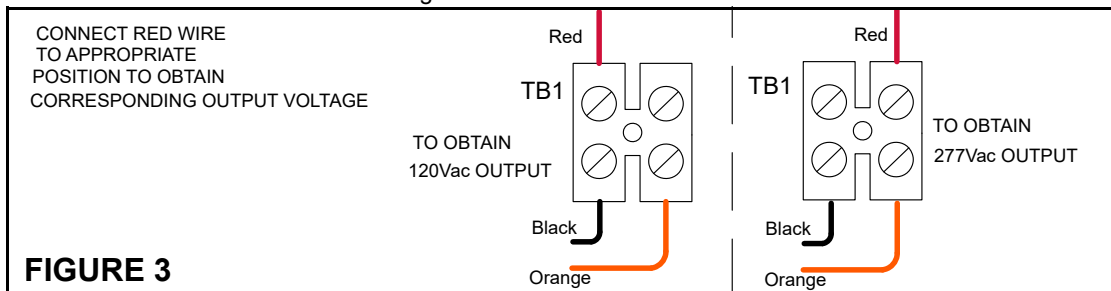 CONNECT RED WIRE
TO APPROPRIATE
POSITION TO OBTAIN
CORRESPONDING OUTPUT VOLTAGE
Red
TB1
TO OBTAIN
120Vac OUTPUT
Black
Orange
Red
TB1
TO OBTAIN
277Vac OUTPUT
Black
Orange
FIGURE 3